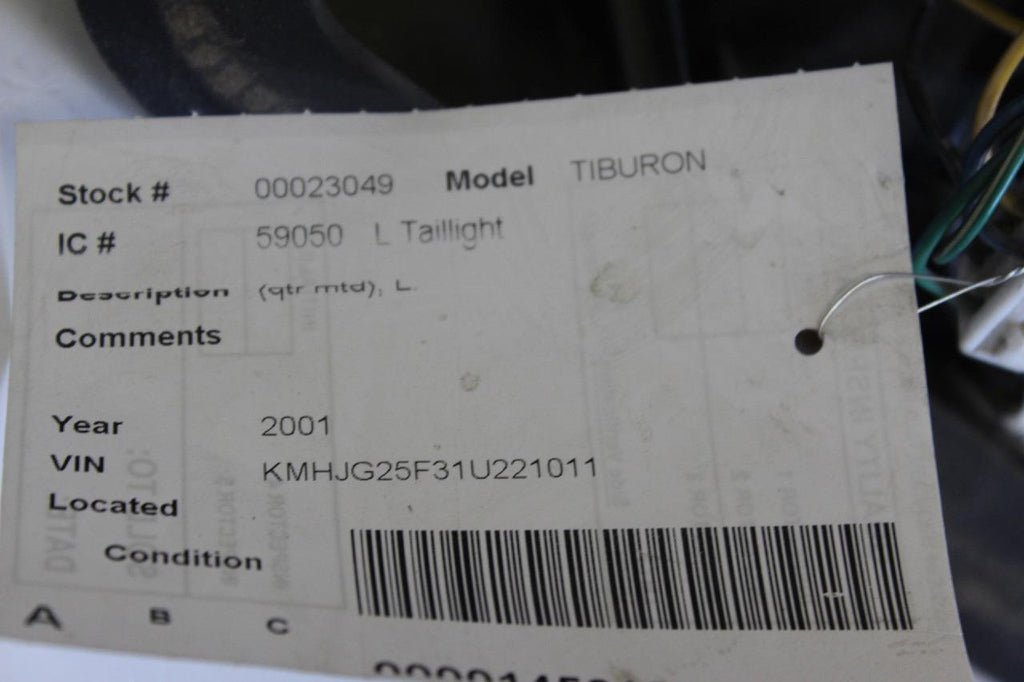 Stock # 00023049 Model TIBURON
IC # 59050 L Taillight
Description (qtr mtd), L.
Comments
Year 2001
VIN KMHJG25F31U221011
Located
Condition
A B C